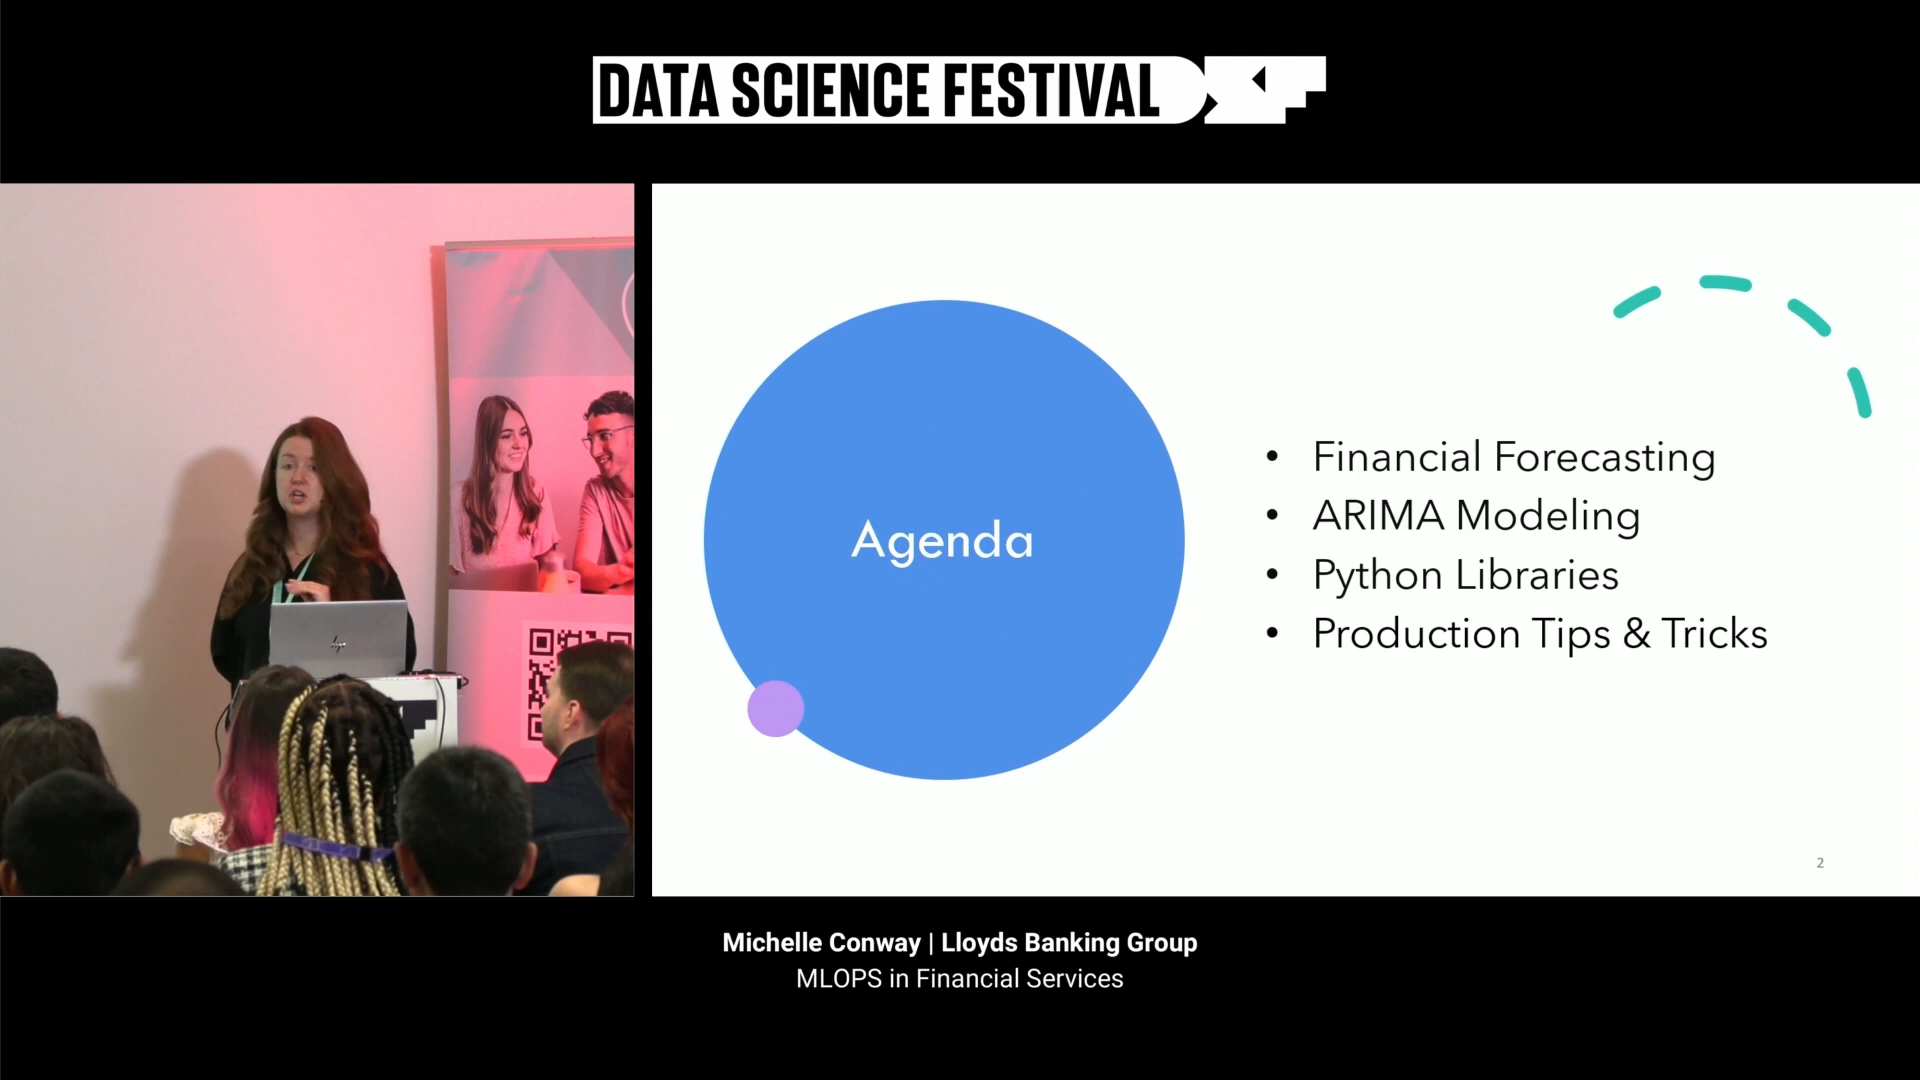 DATA SCIENCE FESTIVAL
Agenda
• Financial Forecasting
• ARIMA Modeling
• Python Libraries
• Production Tips & Tricks
2
Michelle Conway | Lloyds Banking Group
MLOPS in Financial Services